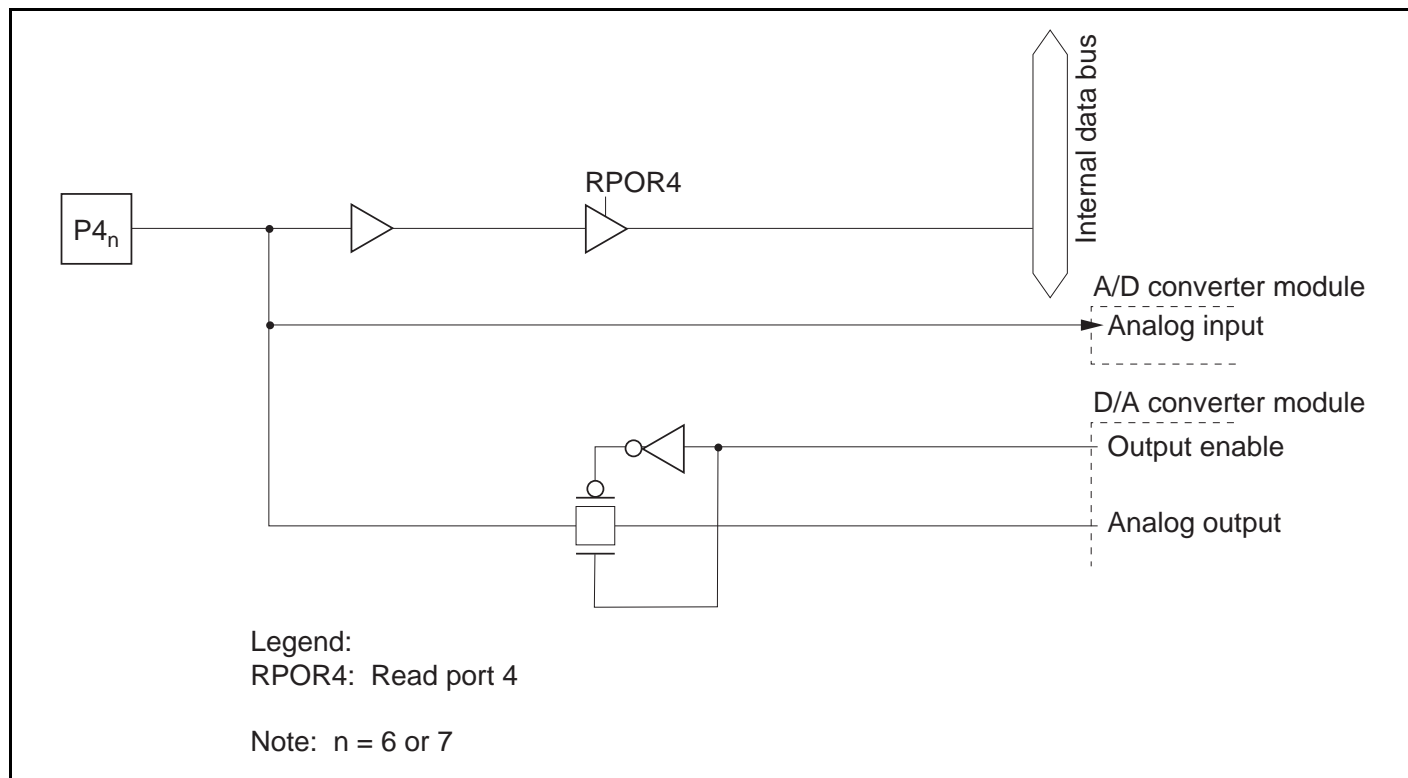 RPOR4
P4n
Internal data bus
A/D converter module
Analog input
D/A converter module
Output enable
Analog output
Legend:
RPOR4: Read port 4
Note: n = 6 or 7